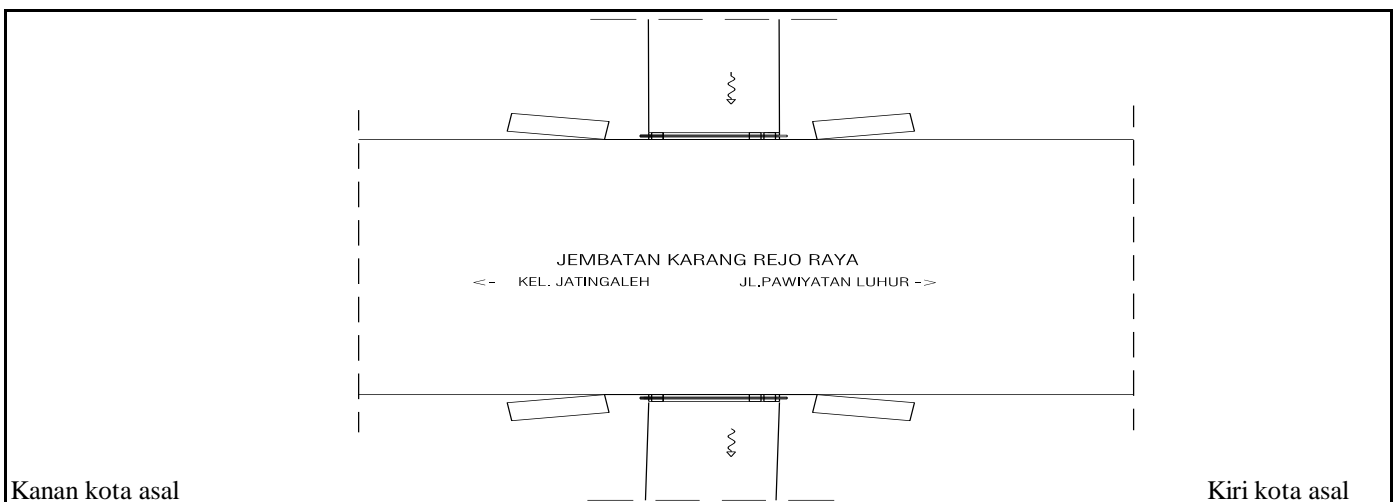 JEMBATAN KARANG REJO RAYA
<- KEL. JATINGALEH JL.PAWIYATAN LUHUR ->
Kanan kota asal Kiri kota asal